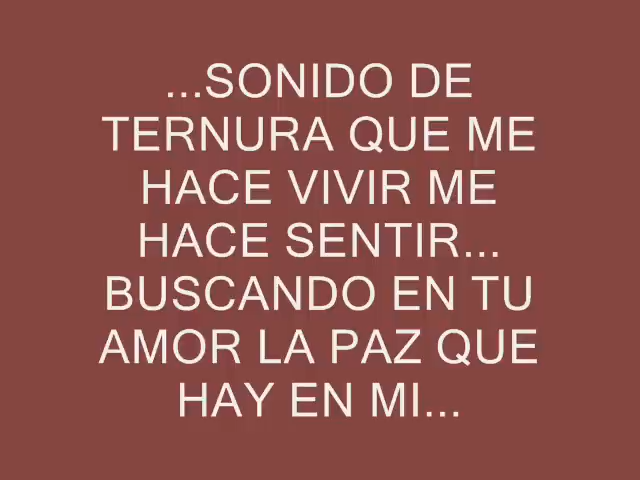 ...SONIDO DE
TERNURA QUE ME
HACE VIVIR ME
HACE SENTIR...
BUSCANDO EN TU
AMOR LA PAZ QUE
HAY EN MI...